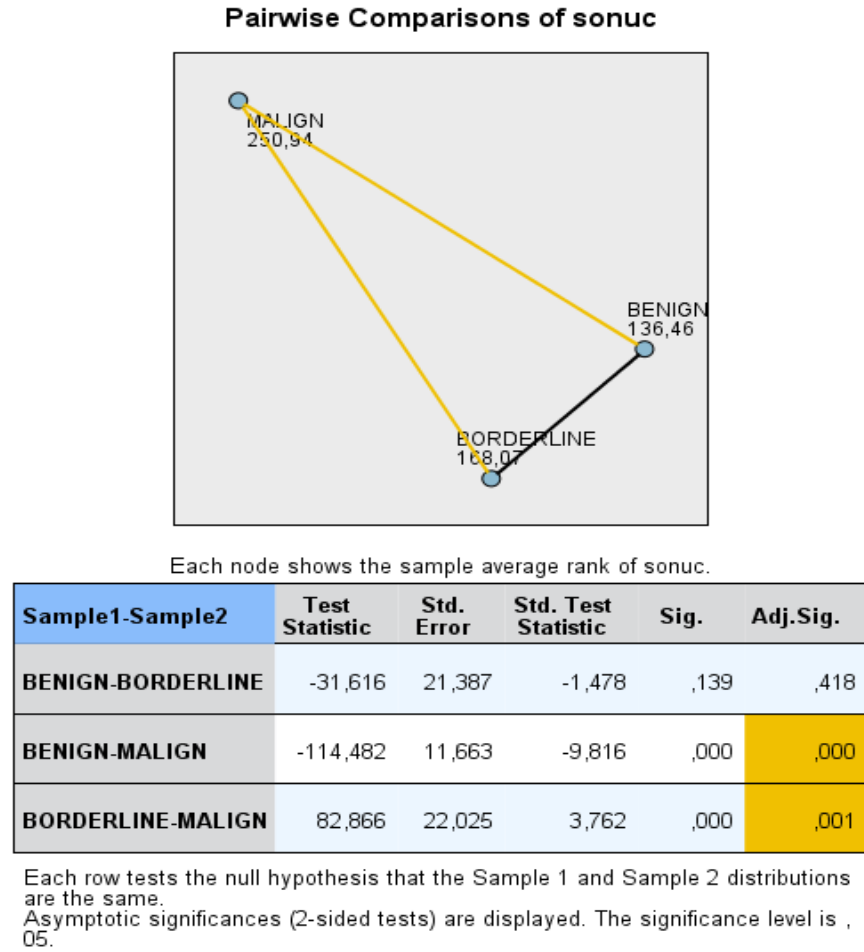 Pairwise Comparisons of sonuc
MALIGN
250,94
BENIGN
136,46
BORDERLINE
168,07
Each node shows the sample average rank of sonuc.
Sample1-Sample2 Test Statistic Std. Error Std. Test Statistic Sig. Adj.Sig.
BENIGN-BORDERLINE -31,616 21,387 -1,478 ,139 ,418
BENIGN-MALIGN -114,482 11,663 -9,816 ,000 ,000
BORDERLINE-MALIGN 82,866 22,025 3,762 ,000 ,001
Each row tests the null hypothesis that the Sample 1 and Sample 2 distributions
are the same.
Asymptotic significances (2-sided tests) are displayed. The significance level is ,
05.